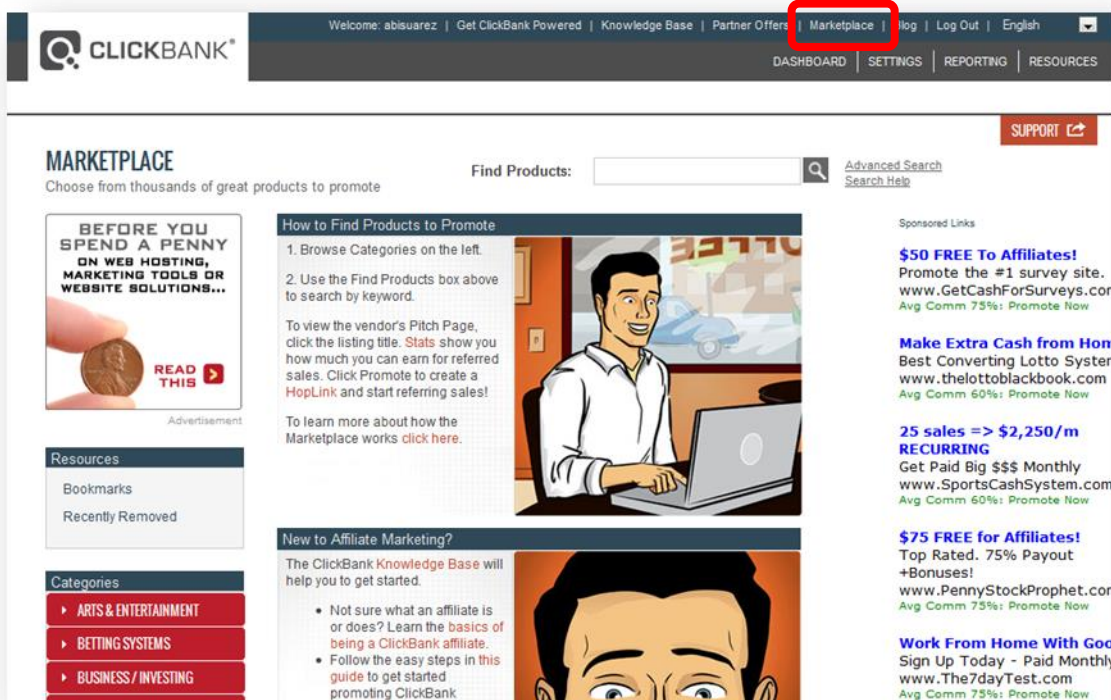 Welcome: abisuarez | Get ClickBank Powered | Knowledge Base | Partner Offers | Marketplace | Blog | Log Out | English
CLICKBANK®
DASHBOARD | SETTINGS | REPORTING | RESOURCES
SUPPORT
MARKETPLACE
Choose from thousands of great products to promote
Find Products:
Advanced Search
Search Help
BEFORE YOU
SPEND A PENNY
ON WEB HOSTING,
MARKETING TOOLS OR
WEBSITE SOLUTIONS...
READ
THIS
Advertisement
Resources
Bookmarks
Recently Removed
Categories
ARTS & ENTERTAINMENT
BETTING SYSTEMS
BUSINESS / INVESTING
How to Find Products to Promote
1. Browse Categories on the left.
2. Use the Find Products box above
to search by keyword.
To view the vendor's Pitch Page,
click the listing title. Stats show you
how much you can earn for referred
sales. Click Promote to create a
HopLink and start referring sales!
To learn more about how the
Marketplace works click here.
New to Affiliate Marketing?
The ClickBank Knowledge Base will
help you to get started.
• Not sure what an affiliate is
or does? Learn the basics of
being a ClickBank affiliate.
• Follow the easy steps in this
guide to get started
promoting ClickBank
Sponsored Links
$50 FREE To Affiliates!
Promote the #1 survey site.
www.GetCashForSurveys.com
Avg Comm 75%: Promote Now
Make Extra Cash from Hom
Best Converting Lotto System
www.thelottoblackbook.com
Avg Comm 60%: Promote Now
25 sales => $2,250/m
RECURRING
Get Paid Big $$$ Monthly
www.SportsCashSystem.com
Avg Comm 60%: Promote Now
$75 FREE for Affiliates!
Top Rated. 75% Payout
+Bonuses!
www.PennyStockProphet.com
Avg Comm 75%: Promote Now
Work From Home With Goo
Sign Up Today - Paid Monthly
www.The7dayTest.com
Avg Comm 75%: Promote Now